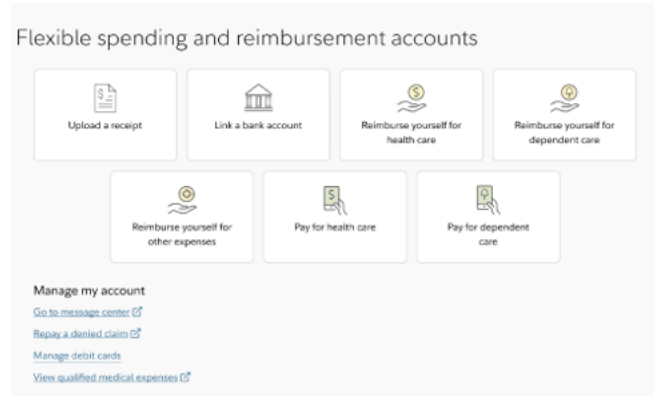 Flexible spending and reimbursement accounts
$
Upload a receipt
Link a bank account
$
Reimburse yourself for
health care
Reimburse yourself for
dependent care
Reimburse yourself for
other expenses
$
Pay for health care
Pay for dependent
care
Manage my account
Go to message center
Repay a denied claim
Manage debit cards
View qualified medical expenses